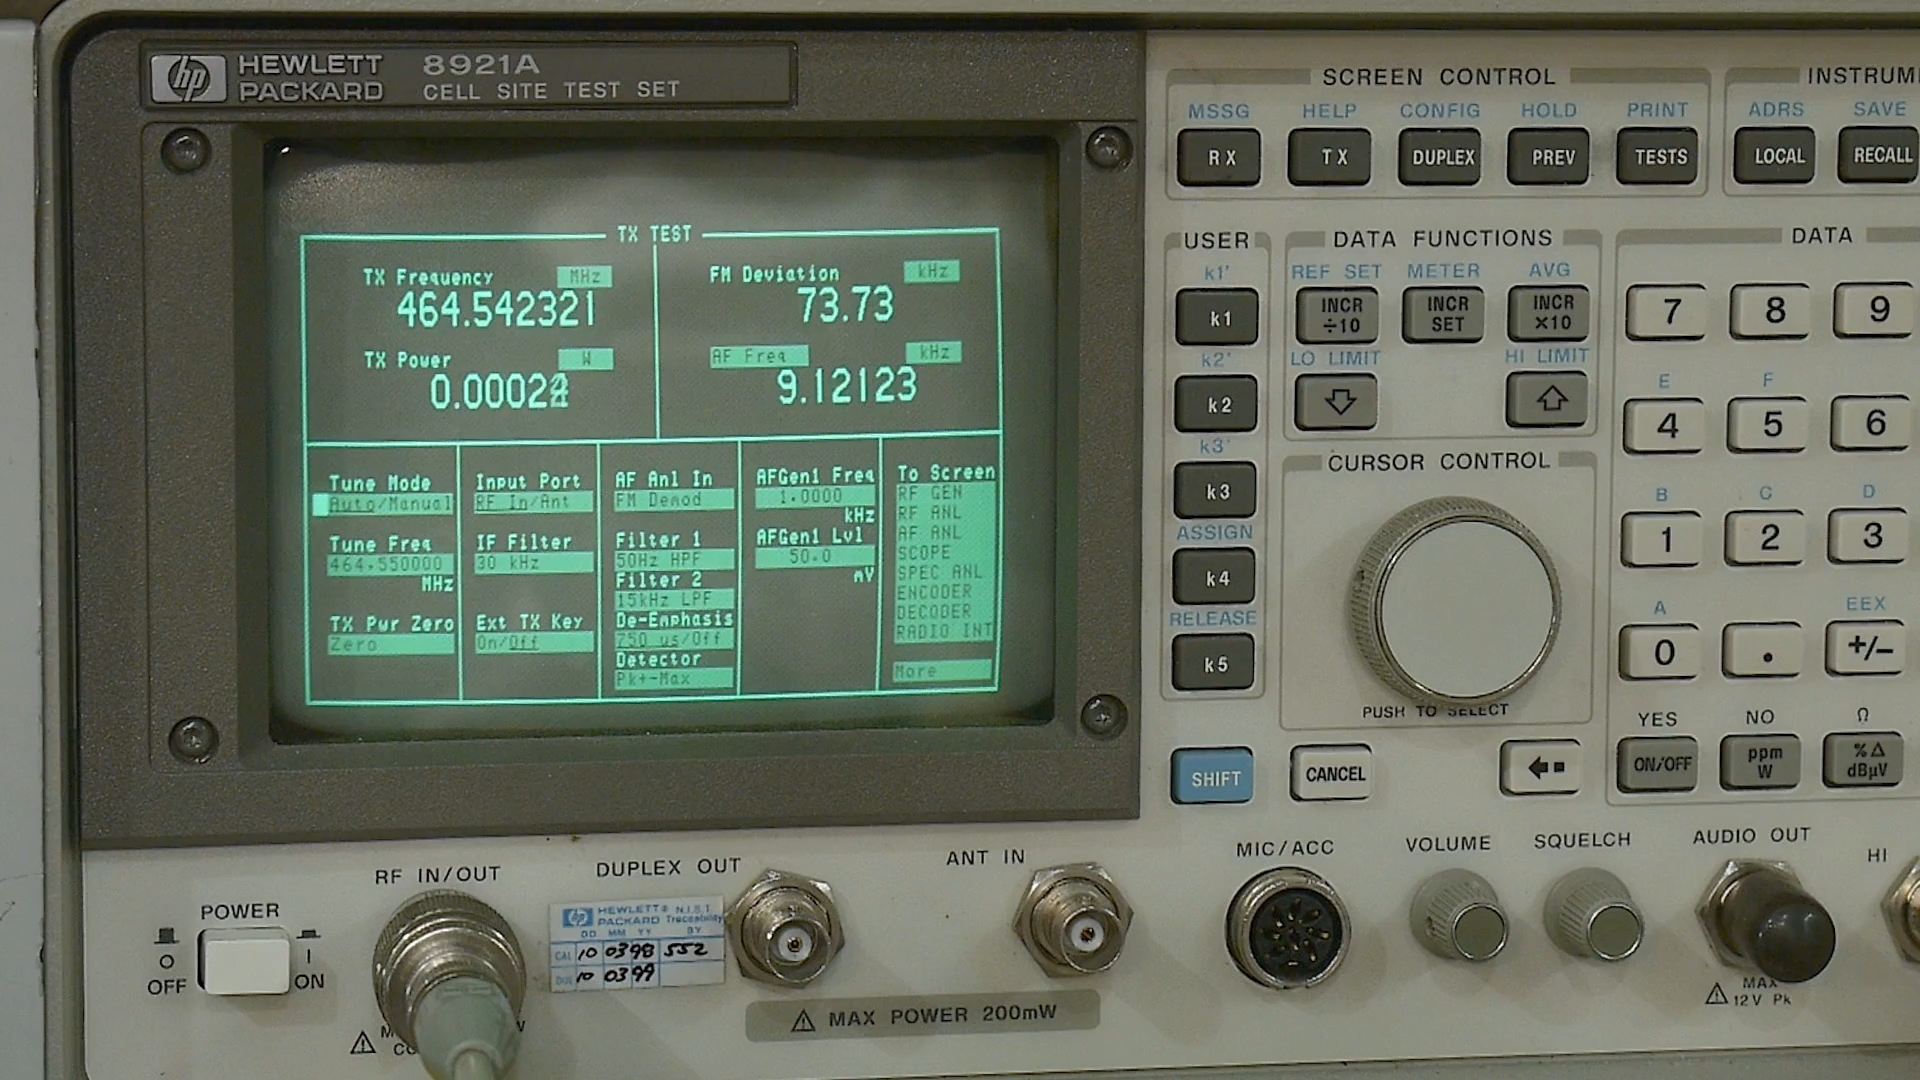 hp HEWLETT PACKARD 8921A
CELL SITE TEST SET
TX TEST
TX Frequency MHz
464.542321
TX Power W
FM Deviation kHz
73.73
AF Freq kHz
9.12123
Tune Mode
Auto/Manual
Tune Freq
464.550000
MHz
TX Pwr Zero
Zero
Input Port
RF In/Ant
IF Filter
30 kHz
Ext TX Key
On/Off
AF Anl In
FM Demod
Filter 1
50Hz HPF
Filter 2
15kHz LPF
De-Emphasis
750 us/Off
Detector
Pk+-Max
AFGen1 Freq
1.0000
kHz
AFGen1 Lvl
50.0
mV
To Screen
RF GEN
RF ANL
AF ANL
SCOPE
SPEC ANL
ENCODER
DECODER
RADIO INT
More
SCREEN CONTROL
MSSG HELP CONFIG HOLD PRINT
RX TX DUPLEX PREV TESTS
ADRS SAVE
LOCAL RECALL
USER
k1'
k1
k2'
k2
k3'
k3
ASSIGN
k4
RELEASE
k5
DATA FUNCTIONS
REF SET METER AVG
INCR ÷10 INCR SET INCR ×10
LO LIMIT HI LIMIT
CURSOR CONTROL
PUSH TO SELECT
SHIFT CANCEL
DATA
7 8 9
E F
4 5 6
B C D
1 2 3
A EEX
0 . +/−
YES NO Ω
ON/OFF ppm W %Δ dBµV
POWER
O OFF
I ON
RF IN/OUT
DUPLEX OUT
ANT IN
MIC/ACC
VOLUME
SQUELCH
AUDIO OUT
HI
hp HEWLETT® PACKARD N.I.S.T. Traceability
DD MM YY BY
CAL 10 03 98 552
DUE 10 03 99
MAX POWER 200mW
MAX
12V Pk